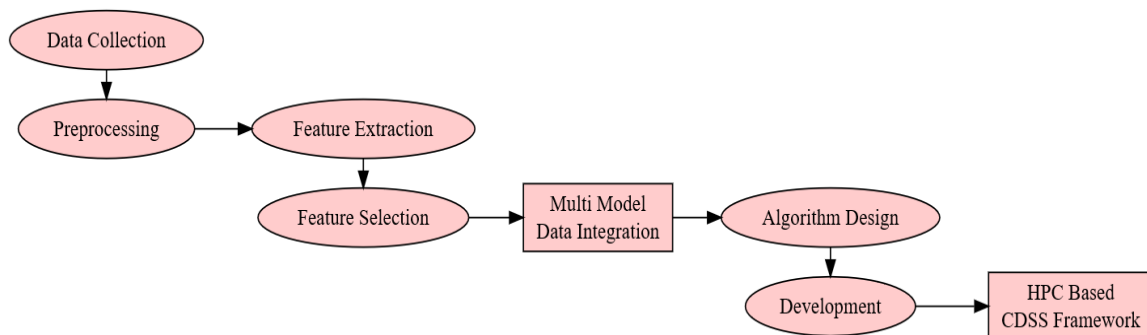 Data Collection
Preprocessing
Feature Extraction
Feature Selection
Multi Model
Data Integration
Algorithm Design
Development
HPC Based
CDSS Framework